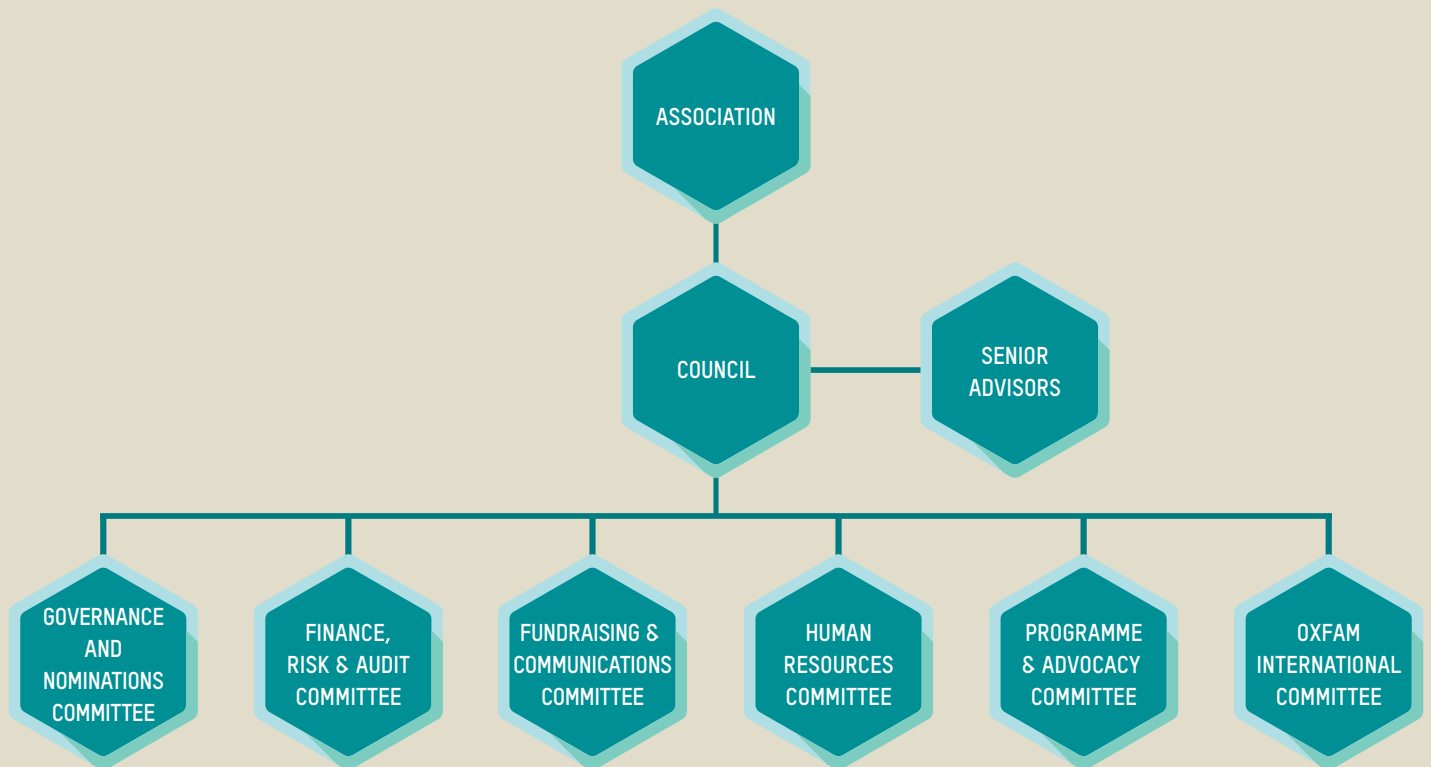 ASSOCIATION
COUNCIL
SENIOR
ADVISORS
GOVERNANCE
AND
NOMINATIONS
COMMITTEE
FINANCE,
RISK & AUDIT
COMMITTEE
FUNDRAISING &
COMMUNICATIONS
COMMITTEE
HUMAN
RESOURCES
COMMITTEE
PROGRAMME
& ADVOCACY
COMMITTEE
OXFAM
INTERNATIONAL
COMMITTEE